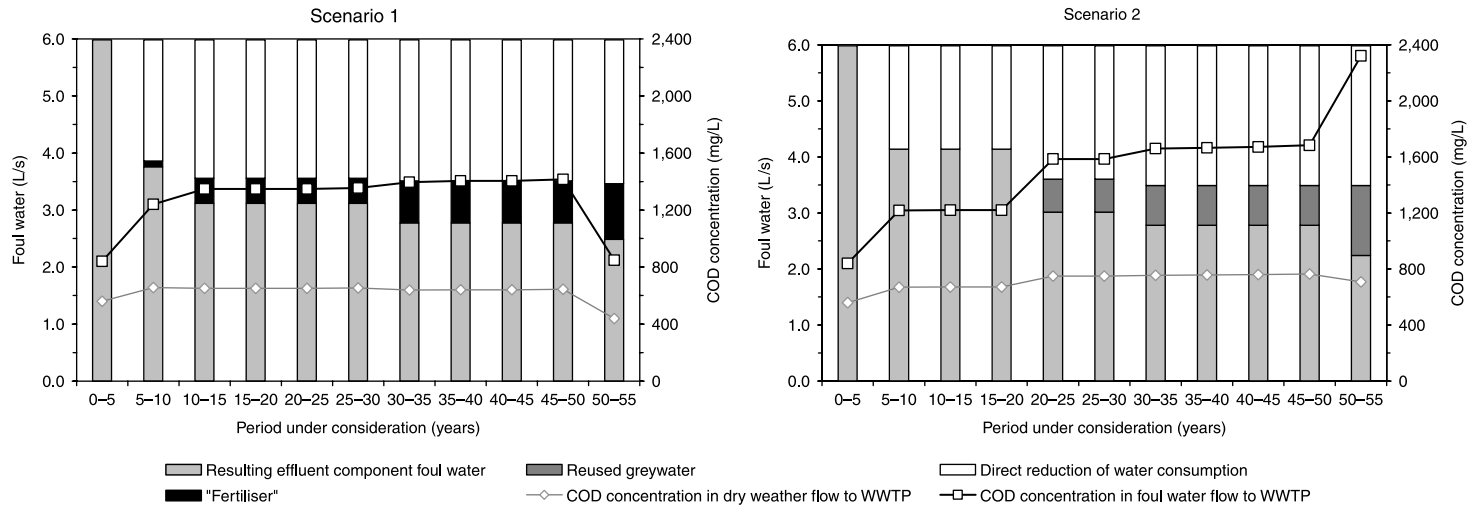 Scenario 1
6.0
5.0
4.0
3.0
2.0
1.0
0.0
Foul water (L/s)
2,400
2,000
1,600
1,200
800
400
0
COD concentration (mg/L)
0–5 5–10 10–15 15–20 20–25 25–30 30–35 35–40 40–45 45–50 50–55
Period under consideration (years)
Scenario 2
6.0
5.0
4.0
3.0
2.0
1.0
0.0
Foul water (L/s)
2,400
2,000
1,600
1,200
800
400
0
COD concentration (mg/L)
0–5 5–10 10–15 15–20 20–25 25–30 30–35 35–40 40–45 45–50 50–55
Period under consideration (years)
Resulting effluent component foul water Reused greywater Direct reduction of water consumption
"Fertiliser" COD concentration in dry weather flow to WWTP COD concentration in foul water flow to WWTP